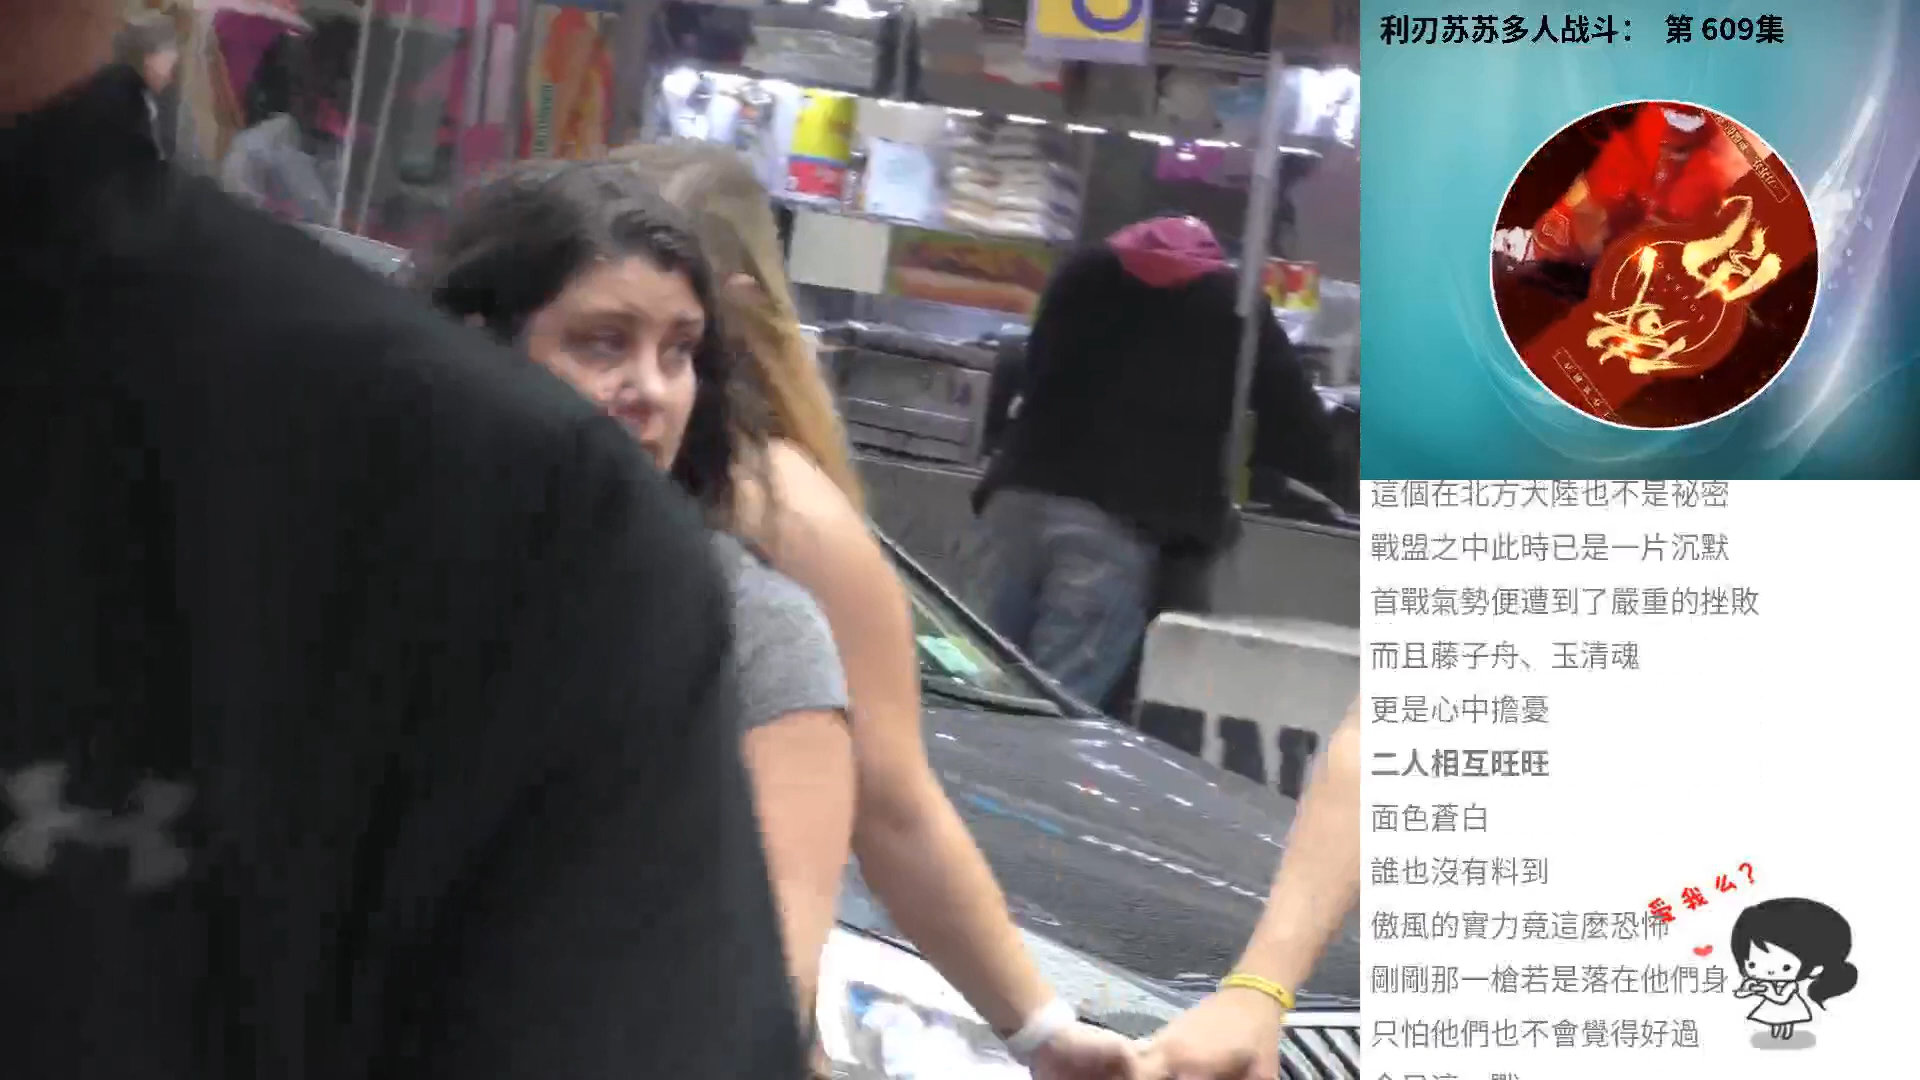 利刃苏苏多人战斗： 第 609集
這個在北方大陸也不是祕密
戰盟之中此時已是一片沉默
首戰氣勢便遭到了嚴重的挫敗
而且藤子舟、玉清魂
更是心中擔憂
二人相互旺旺
面色蒼白
誰也沒有料到
愛我么？
傲風的實力竟這麼恐怖
剛剛那一槍若是落在他們身
只怕他們也不會覺得好過